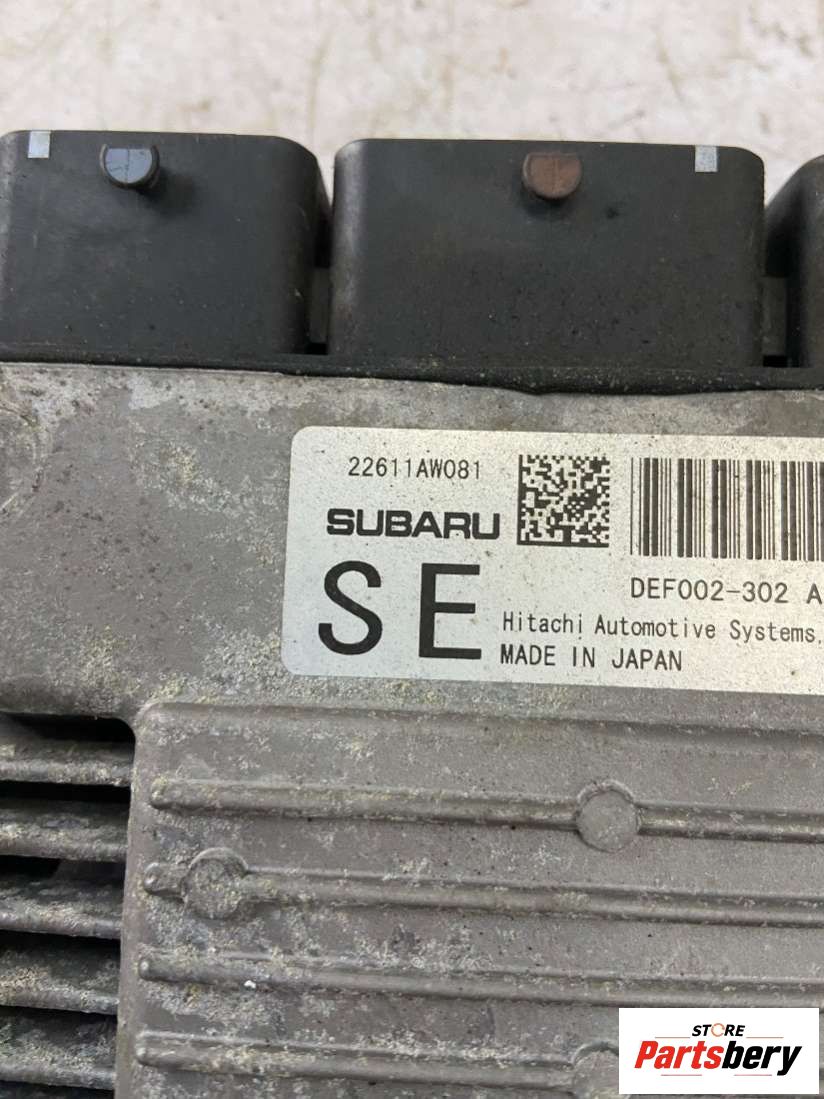 22611AW081
SUBARU
SE
DEF002-302 A
Hitachi Automotive Systems,
MADE IN JAPAN
STORE
Partsbery